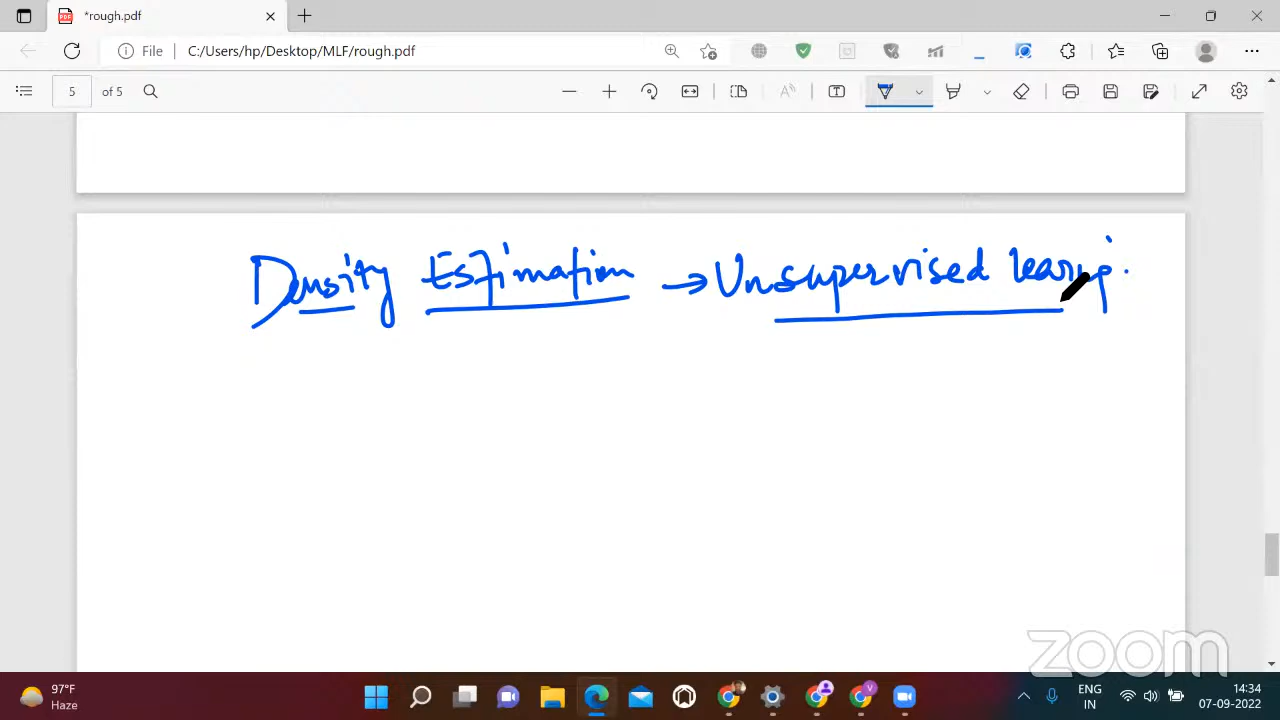 *rough.pdf
File C:/Users/hp/Desktop/MLF/rough.pdf
5 of 5
Density Estimation → Unsupervised learning.
zoom
97°F
Haze
ENG
IN
14:34
07-09-2022